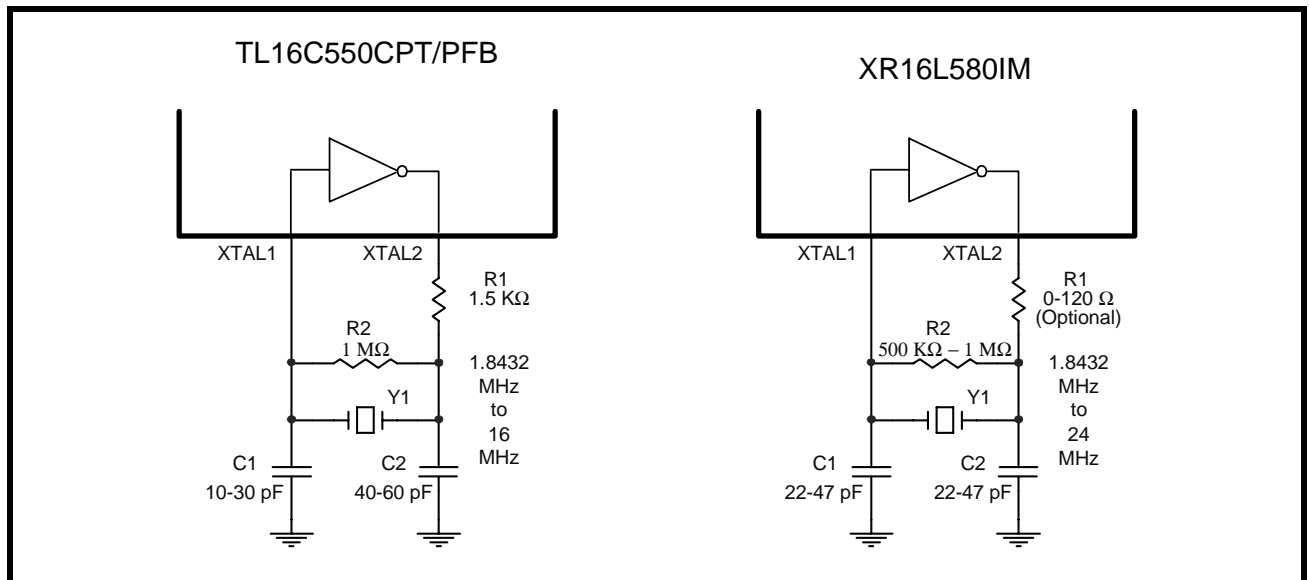 TL16C550CPT/PFB
XTAL1
XTAL2
R1
1.5 KΩ
R2
1 MΩ
1.8432
MHz
to
16
MHz
Y1
C1
10-30 pF
C2
40-60 pF
XR16L580IM
XTAL1
XTAL2
R1
0-120 Ω
(Optional)
R2
500 KΩ – 1 MΩ
1.8432
MHz
to
24
MHz
Y1
C1
22-47 pF
C2
22-47 pF